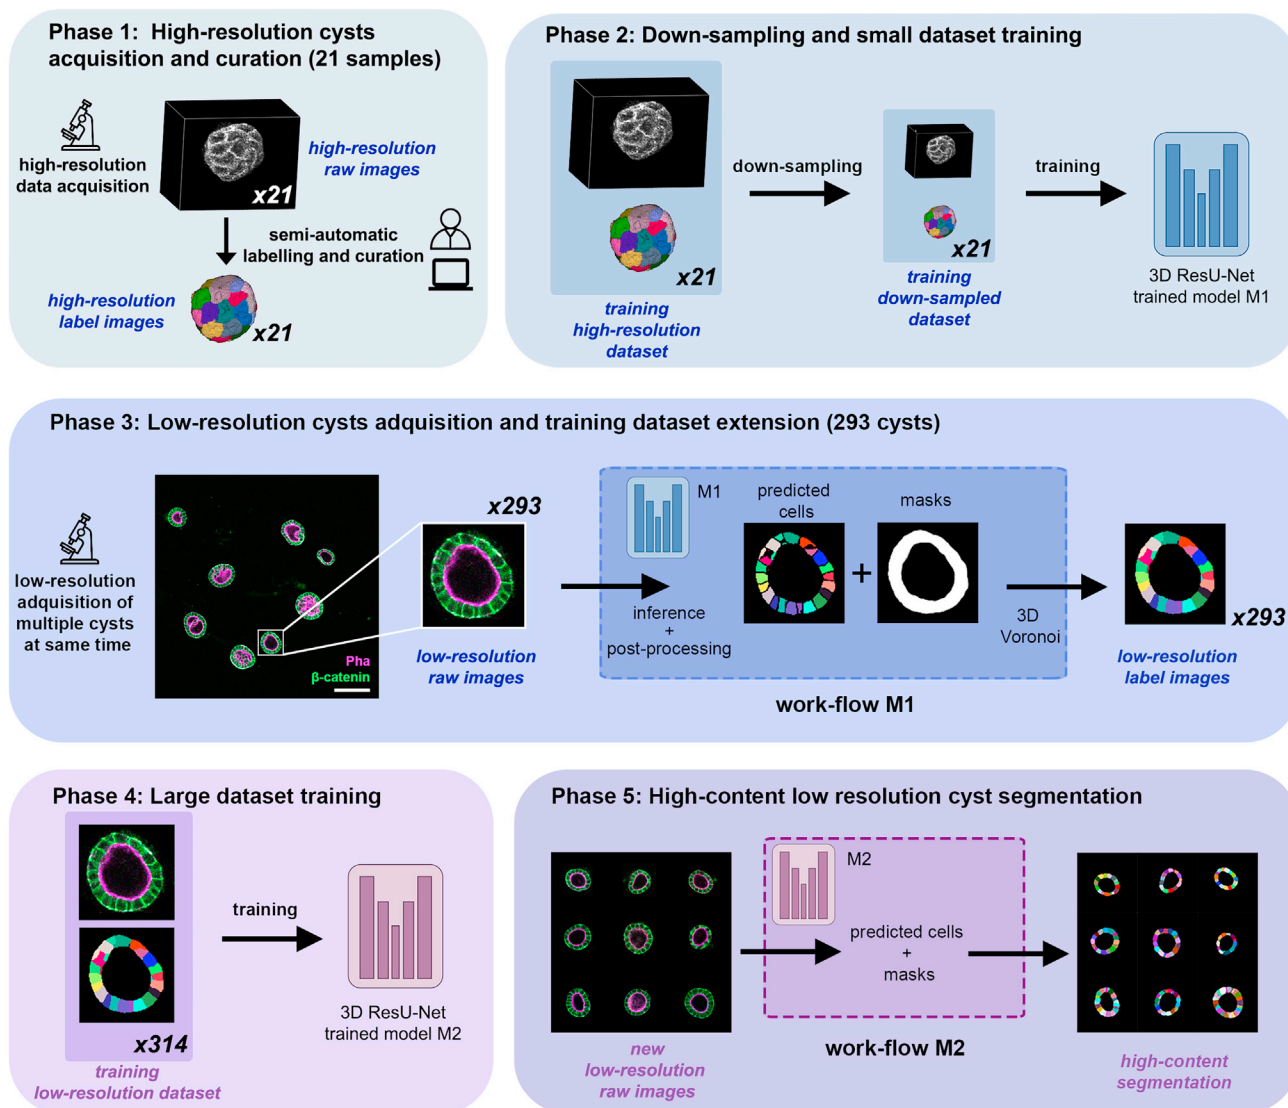 Phase 1: High-resolution cysts
acquisition and curation (21 samples)
high-resolution
data acquisition
x21
high-resolution
raw images
semi-automatic
labelling and curation
high-resolution
label images
x21
Phase 2: Down-sampling and small dataset training
x21
training
high-resolution
dataset
down-sampling
x21
training
down-sampled
dataset
training
3D ResU-Net
trained model M1
Phase 3: Low-resolution cysts adquisition and training dataset extension (293 cysts)
low-resolution
adquisition of
multiple cysts
at same time
Pha
β-catenin
x293
low-resolution
raw images
M1
inference
+
post-processing
predicted
cells
+
masks
3D
Voronoi
work-flow M1
x293
low-resolution
label images
Phase 4: Large dataset training
x314
training
low-resolution dataset
training
3D ResU-Net
trained model M2
Phase 5: High-content low resolution cyst segmentation
new
low-resolution
raw images
M2
predicted cells
+
masks
work-flow M2
high-content
segmentation